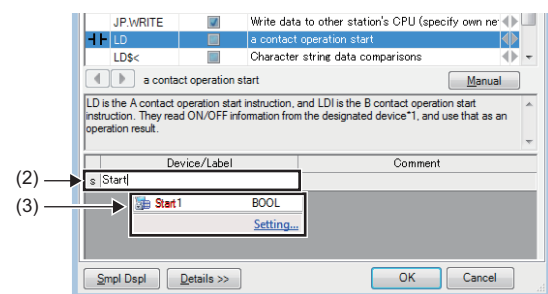 JP.WRITE Write data to other station's CPU (specify own ne
LD a contact operation start
LD$< Character string data comparisons
a contact operation start Manual
LD is the A contact operation start instruction, and LDI is the B contact operation start
instruction. They read ON/OFF information from the designated device*1, and use that as an
operation result.
Device/Label Comment
(2) s Start
(3) Start1 BOOL
Setting...
Smpl Dspl Details >> OK Cancel